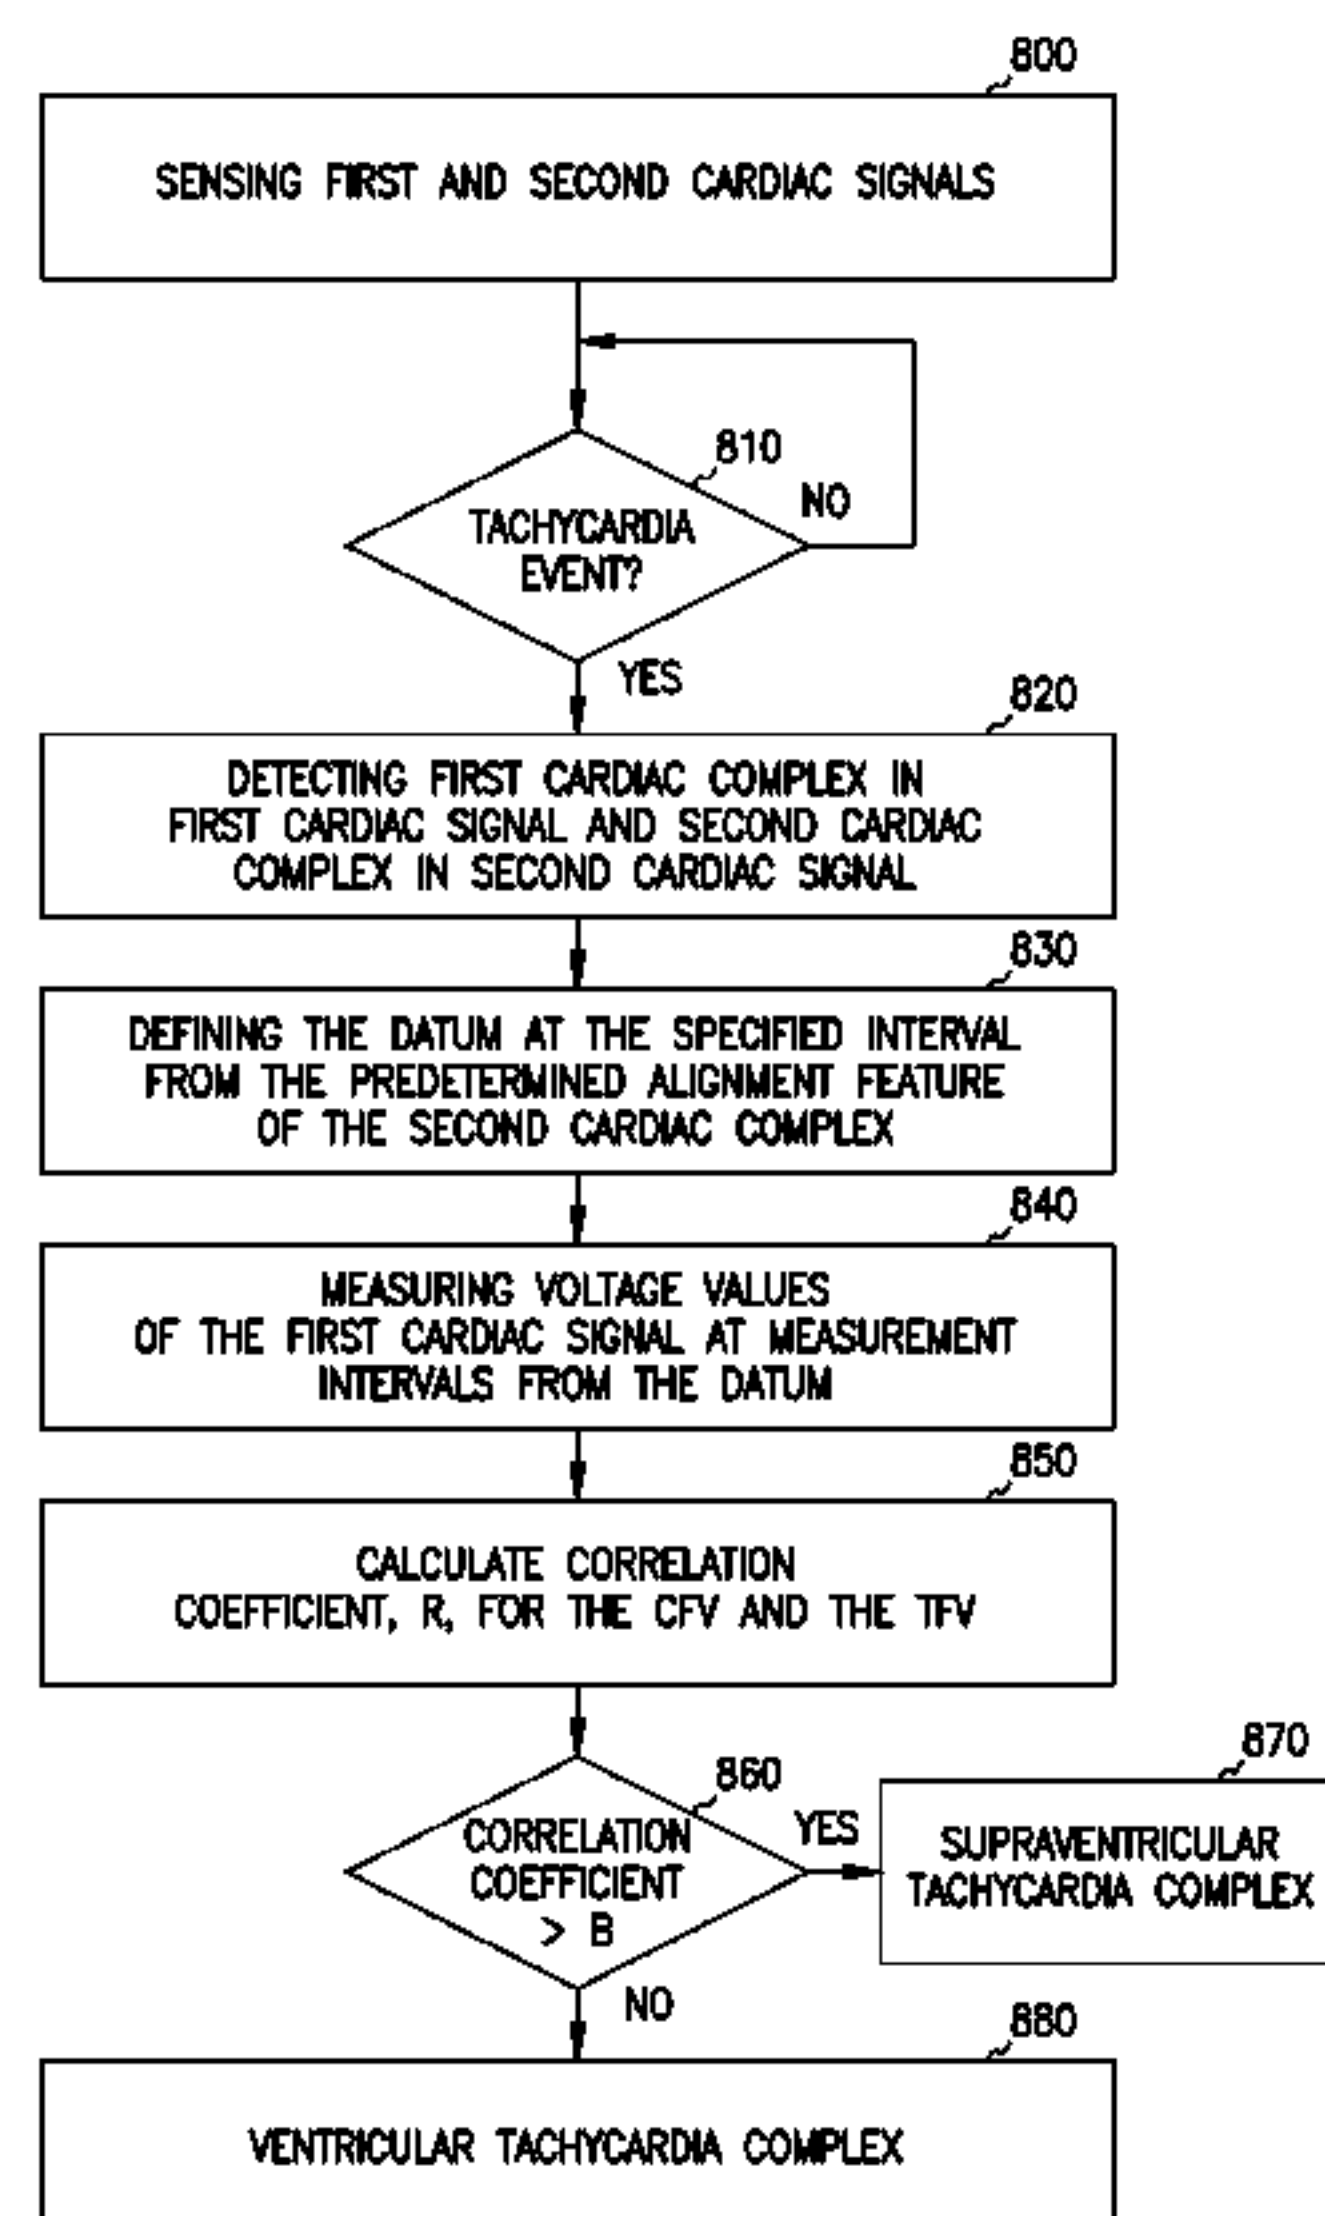 800
SENSING FIRST AND SECOND CARDIAC SIGNALS
810
NO
TACHYCARDIA
EVENT?
YES
820
DETECTING FIRST CARDIAC COMPLEX IN
FIRST CARDIAC SIGNAL AND SECOND CARDIAC
COMPLEX IN SECOND CARDIAC SIGNAL
830
DEFINING THE DATUM AT THE SPECIFIED INTERVAL
FROM THE PREDETERMINED ALIGNMENT FEATURE
OF THE SECOND CARDIAC COMPLEX
840
MEASURING VOLTAGE VALUES
OF THE FIRST CARDIAC SIGNAL AT MEASUREMENT
INTERVALS FROM THE DATUM
850
CALCULATE CORRELATION
COEFFICIENT, R, FOR THE CFV AND THE TFV
860
CORRELATION
COEFFICIENT
> B
YES
870
SUPRAVENTRICULAR
TACHYCARDIA COMPLEX
NO
880
VENTRICULAR TACHYCARDIA COMPLEX